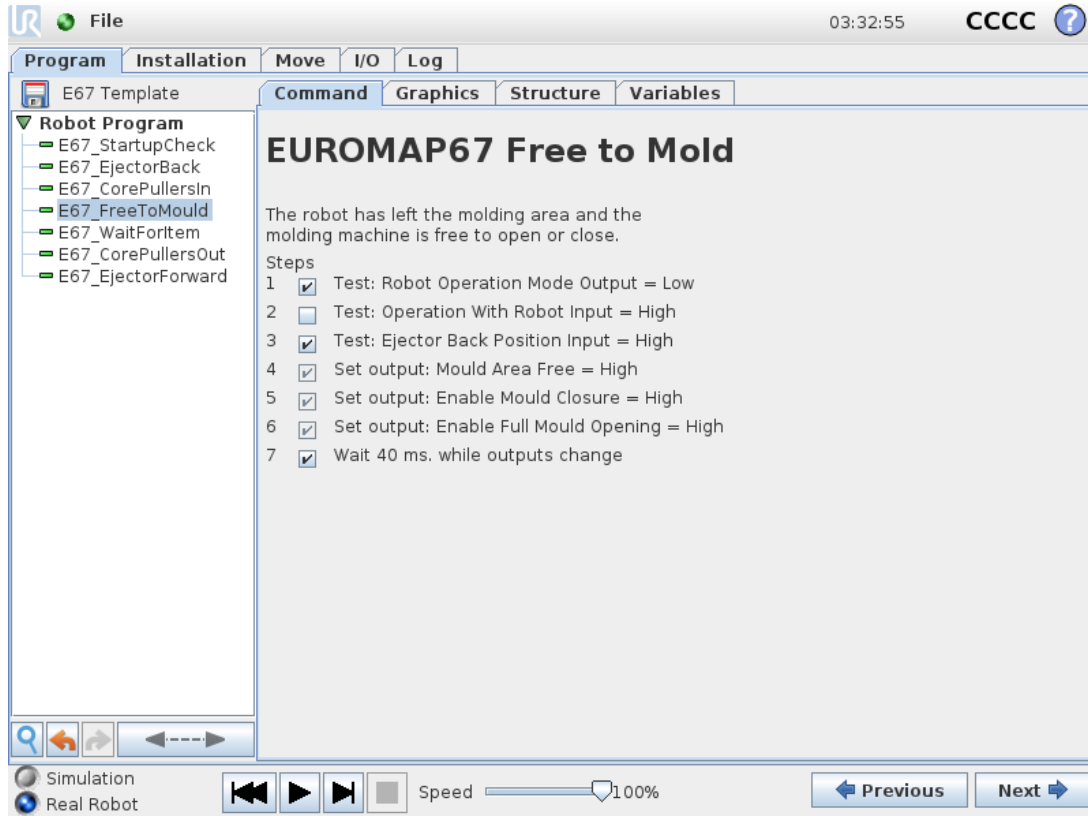 UR File 03:32:55 CCCC ?
Program Installation Move I/O Log
E67 Template
Command Graphics Structure Variables
Robot Program
E67_StartupCheck
E67_EjectorBack
E67_CorePullersIn
E67_FreeToMould
E67_WaitForItem
E67_CorePullersOut
E67_EjectorForward
EUROMAP67 Free to Mold
The robot has left the molding area and the
molding machine is free to open or close.
Steps
1 Test: Robot Operation Mode Output = Low
2 Test: Operation With Robot Input = High
3 Test: Ejector Back Position Input = High
4 Set output: Mould Area Free = High
5 Set output: Enable Mould Closure = High
6 Set output: Enable Full Mould Opening = High
7 Wait 40 ms. while outputs change
Simulation
Real Robot
Speed 100%
Previous Next